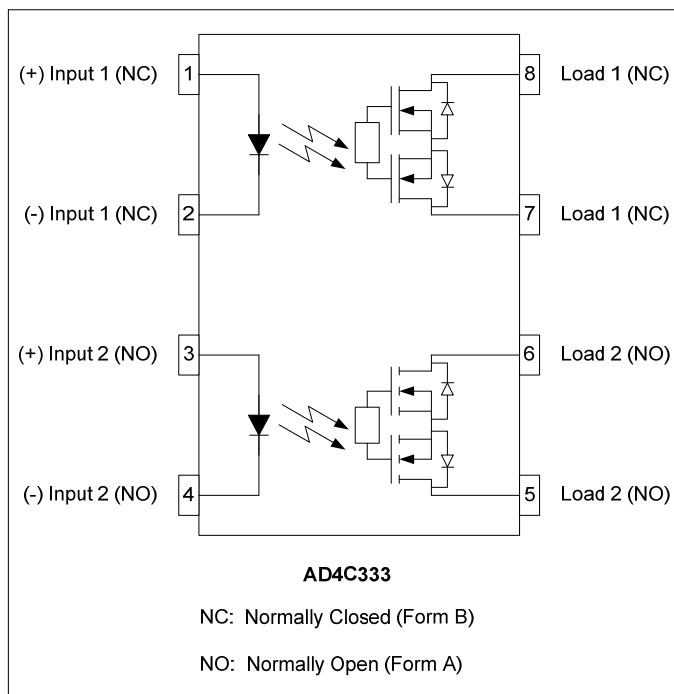 (+) Input 1 (NC) 1 8 Load 1 (NC)
(-) Input 1 (NC) 2 7 Load 1 (NC)
(+) Input 2 (NO) 3 6 Load 2 (NO)
(-) Input 2 (NO) 4 5 Load 2 (NO)
AD4C333
NC: Normally Closed (Form B)
NO: Normally Open (Form A)